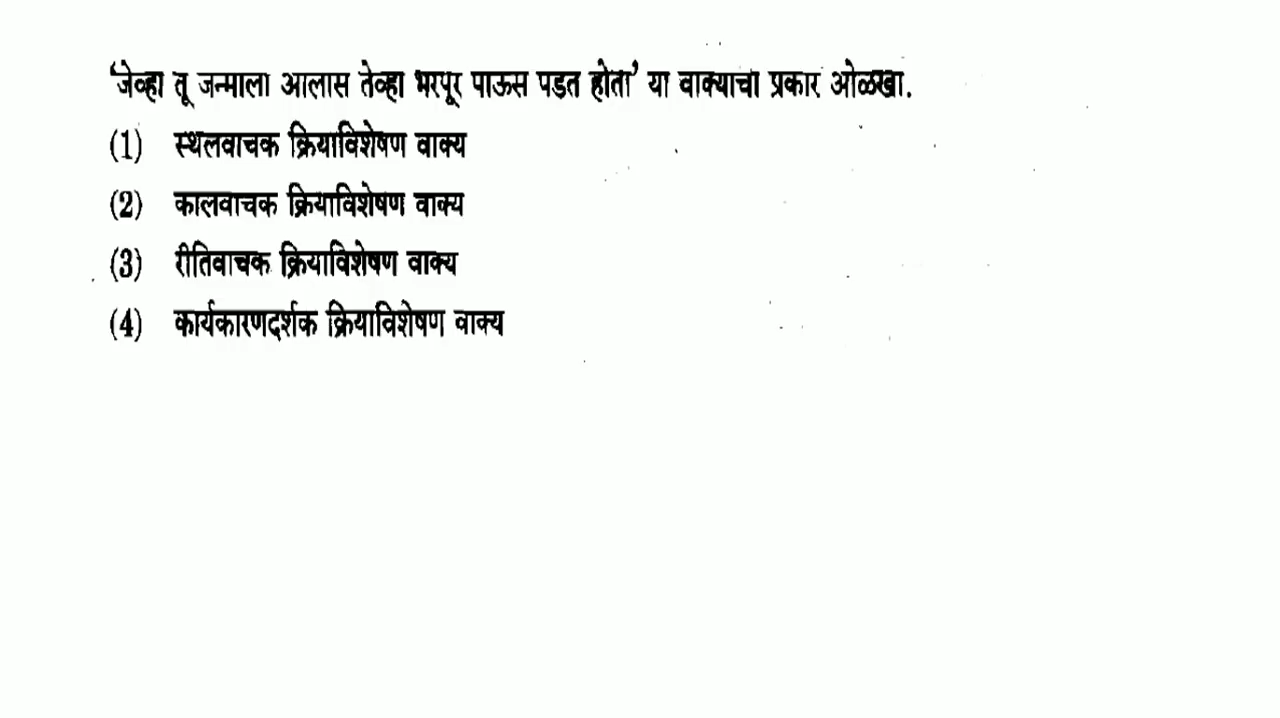 'जेव्हा तू जन्माला आलास तेव्हा भरपूर पाऊस पडत होता' या वाक्याचा प्रकार ओळखा.
(1) स्थलवाचक क्रियाविशेषण वाक्य
(2) कालवाचक क्रियाविशेषण वाक्य
(3) रीतिवाचक क्रियाविशेषण वाक्य
(4) कार्यकारणदर्शक क्रियाविशेषण वाक्य